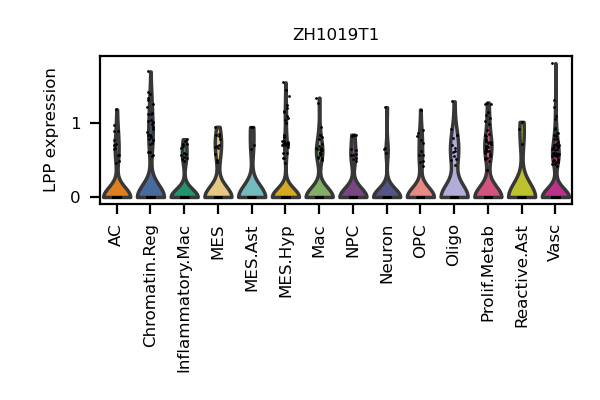 ZH1019T1
LPP expression
1
0
AC
Chromatin.Reg
Inflammatory.Mac
MES
MES.Ast
MES.Hyp
Mac
NPC
Neuron
OPC
Oligo
Prolif.Metab
Reactive.Ast
Vasc